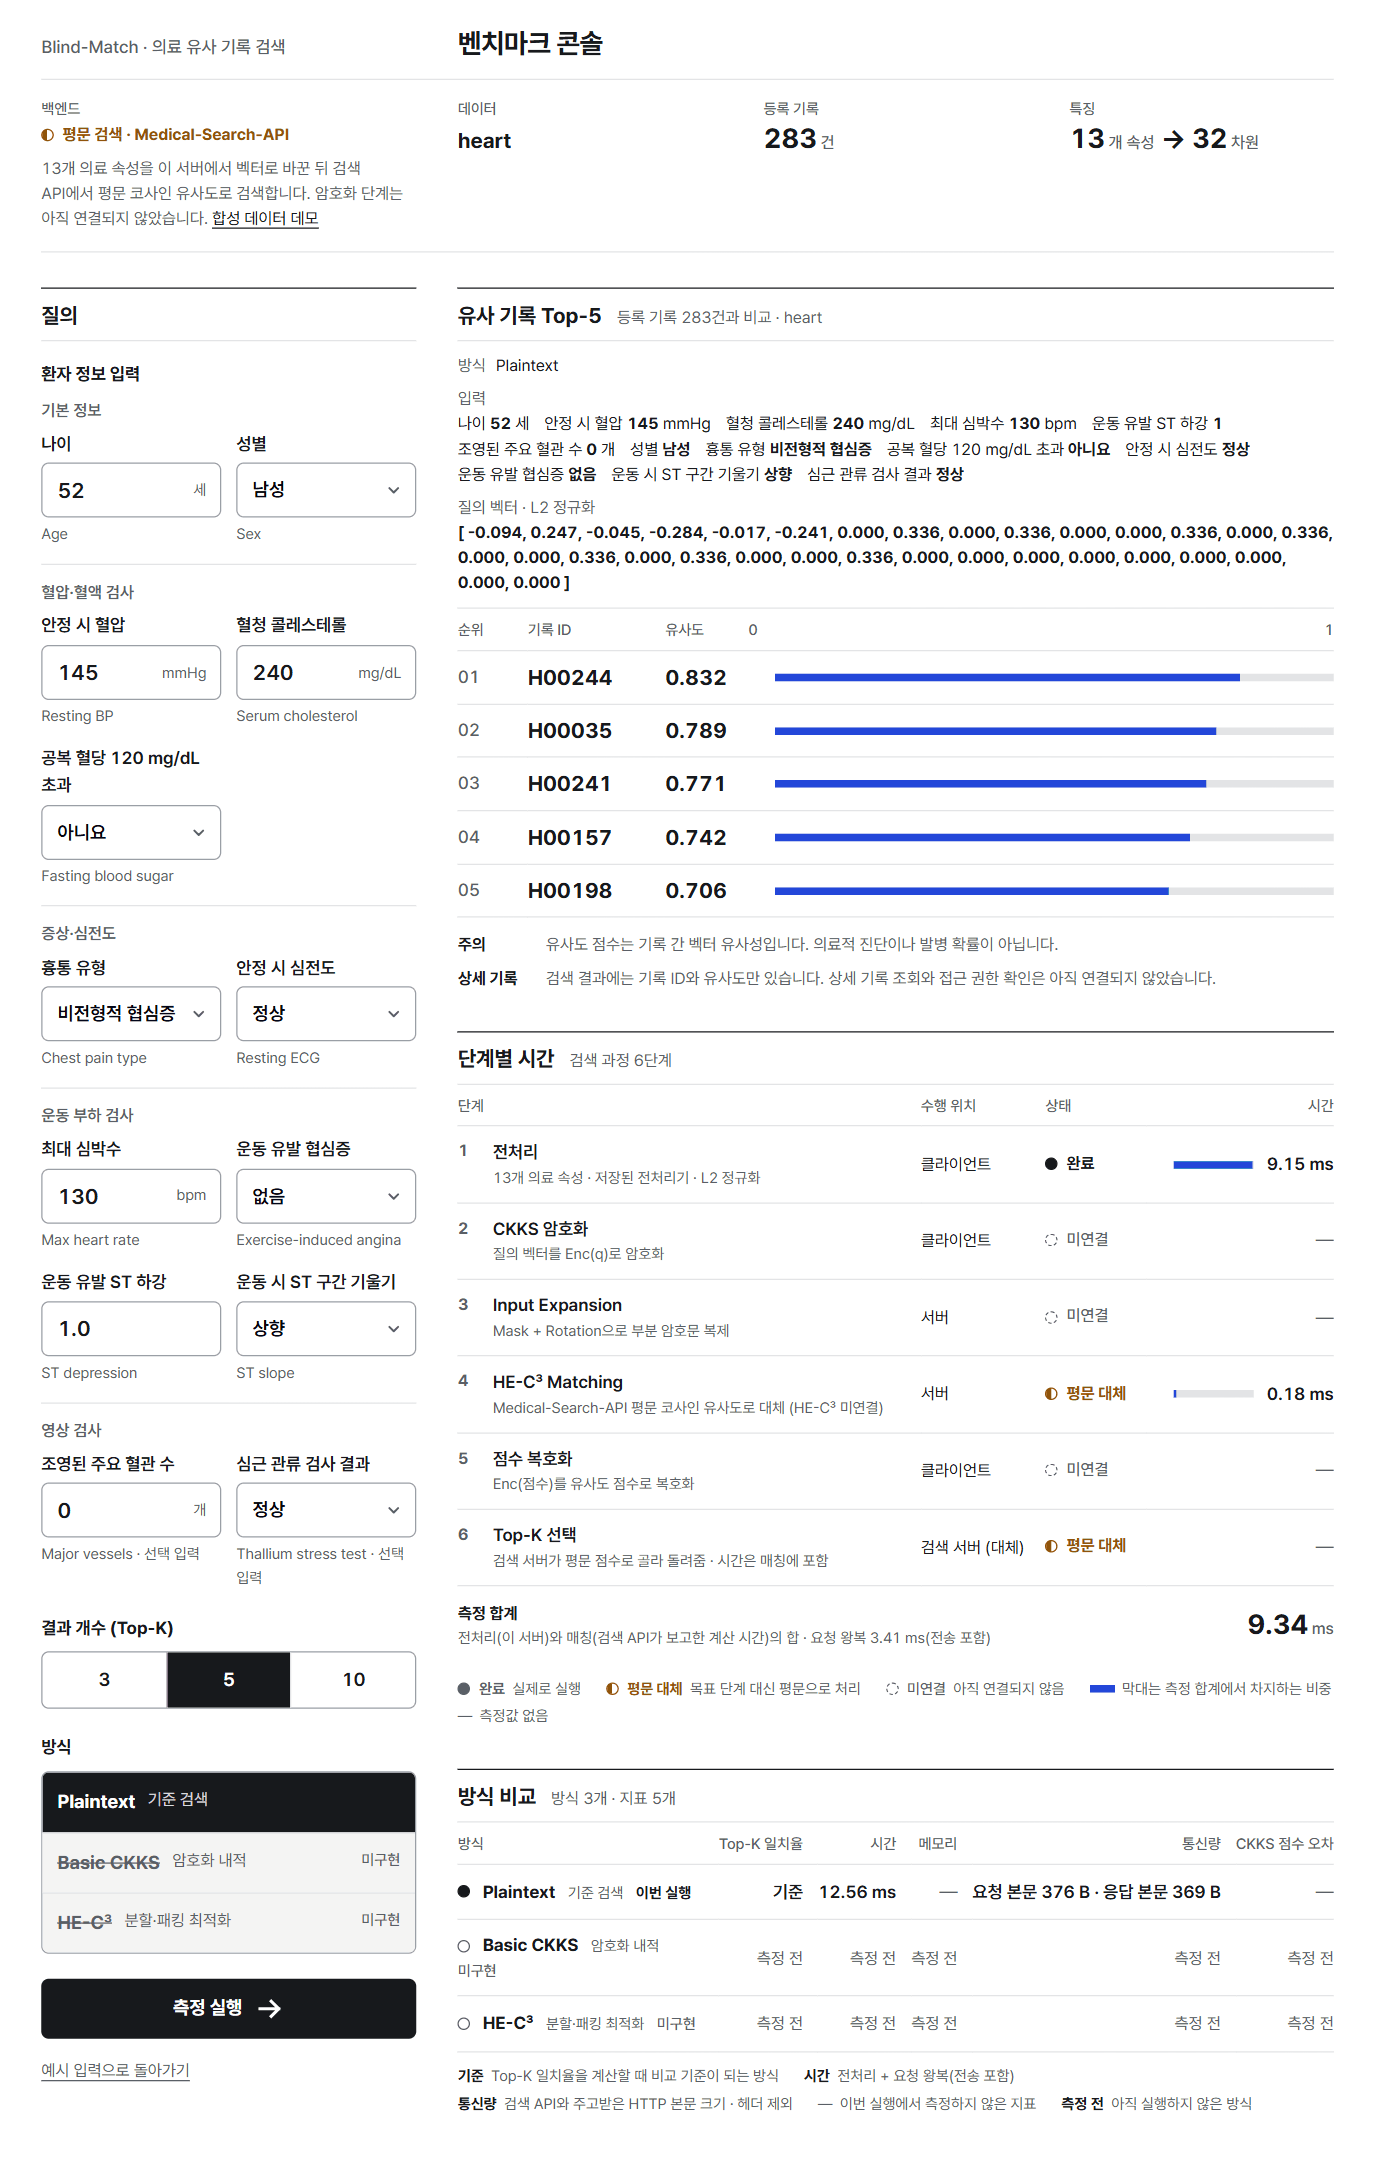 Blind-Match · 의료 유사 기록 검색
벤치마크 콘솔
백엔드
평문 검색 · Medical-Search-API
13개 의료 속성을 이 서버에서 벡터로 바꾼 뒤 검색
API에서 평문 코사인 유사도로 검색합니다. 암호화 단계는
아직 연결되지 않았습니다. 합성 데이터 데모
데이터
heart
등록 기록
283 건
특징
13 개 속성 → 32 차원
질의
환자 정보 입력
기본 정보
나이
성별
52 세
남성
Age
Sex
혈압·혈액 검사
안정 시 혈압
혈청 콜레스테롤
145 mmHg
240 mg/dL
Resting BP
Serum cholesterol
공복 혈당 120 mg/dL
초과
아니요
Fasting blood sugar
증상·심전도
흉통 유형
안정 시 심전도
비전형적 협심증
정상
Chest pain type
Resting ECG
운동 부하 검사
최대 심박수
운동 유발 협심증
130 bpm
없음
Max heart rate
Exercise-induced angina
운동 유발 ST 하강
운동 시 ST 구간 기울기
1.0
상향
ST depression
ST slope
영상 검사
조영된 주요 혈관 수
심근 관류 검사 결과
0 개
정상
Major vessels · 선택 입력
Thallium stress test · 선택
입력
결과 개수 (Top-K)
3 5 10
방식
Plaintext 기준 검색
Basic CKKS 암호화 내적 미구현
HE-C³ 분할·패킹 최적화 미구현
측정 실행 →
예시 입력으로 돌아가기
유사 기록 Top-5 등록 기록 283건과 비교 · heart
방식 Plaintext
입력
나이 52 세 안정 시 혈압 145 mmHg 혈청 콜레스테롤 240 mg/dL 최대 심박수 130 bpm 운동 유발 ST 하강 1
조영된 주요 혈관 수 0 개 성별 남성 흉통 유형 비전형적 협심증 공복 혈당 120 mg/dL 초과 아니요 안정 시 심전도 정상
운동 유발 협심증 없음 운동 시 ST 구간 기울기 상향 심근 관류 검사 결과 정상
질의 벡터 · L2 정규화
[ -0.094, 0.247, -0.045, -0.284, -0.017, -0.241, 0.000, 0.336, 0.000, 0.336, 0.000, 0.000, 0.336, 0.000, 0.336,
0.000, 0.000, 0.336, 0.000, 0.336, 0.000, 0.000, 0.336, 0.000, 0.000, 0.000, 0.000, 0.000, 0.000, 0.000,
0.000, 0.000 ]
순위 기록 ID 유사도 0 1
01 H00244 0.832
02 H00035 0.789
03 H00241 0.771
04 H00157 0.742
05 H00198 0.706
주의 유사도 점수는 기록 간 벡터 유사성입니다. 의료적 진단이나 발병 확률이 아닙니다.
상세 기록 검색 결과에는 기록 ID와 유사도만 있습니다. 상세 기록 조회와 접근 권한 확인은 아직 연결되지 않았습니다.
단계별 시간 검색 과정 6단계
단계 수행 위치 상태 시간
1 전처리 클라이언트 완료 9.15 ms
13개 의료 속성 · 저장된 전처리기 · L2 정규화
2 CKKS 암호화 클라이언트 미연결 —
질의 벡터를 Enc(q)로 암호화
3 Input Expansion 서버 미연결 —
Mask + Rotation으로 부분 암호문 복제
4 HE-C³ Matching 서버 평문 대체 0.18 ms
Medical-Search-API 평문 코사인 유사도로 대체 (HE-C³ 미연결)
5 점수 복호화 클라이언트 미연결 —
Enc(점수)를 유사도 점수로 복호화
6 Top-K 선택 검색 서버 (대체) 평문 대체 —
검색 서버가 평문 점수로 골라 돌려줌 · 시간은 매칭에 포함
측정 합계 9.34 ms
전처리(이 서버)와 매칭(검색 API가 보고한 계산 시간)의 합 · 요청 왕복 3.41 ms(전송 포함)
완료 실제로 실행 평문 대체 목표 단계 대신 평문으로 처리 미연결 아직 연결되지 않음 막대는 측정 합계에서 차지하는 비중
— 측정값 없음
방식 비교 방식 3개 · 지표 5개
방식 Top-K 일치율 시간 메모리 통신량 CKKS 점수 오차
Plaintext 기준 검색 이번 실행 기준 12.56 ms — 요청 본문 376 B · 응답 본문 369 B —
Basic CKKS 암호화 내적 측정 전 측정 전 측정 전 측정 전 측정 전
미구현
HE-C³ 분할·패킹 최적화 미구현 측정 전 측정 전 측정 전 측정 전 측정 전
기준 Top-K 일치율을 계산할 때 비교 기준이 되는 방식 시간 전처리 + 요청 왕복(전송 포함)
통신량 검색 API와 주고받은 HTTP 본문 크기 · 헤더 제외 — 이번 실행에서 측정하지 않은 지표 측정 전 아직 실행하지 않은 방식